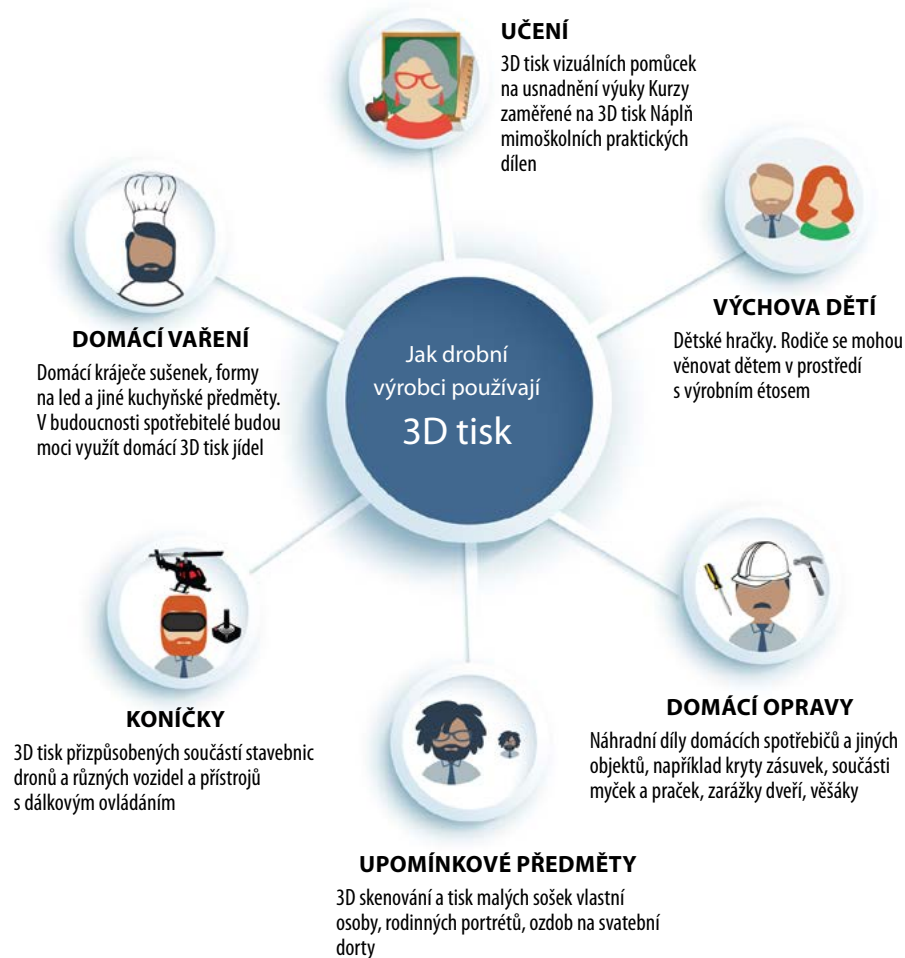 UČENÍ
3D tisk vizuálních pomůcek
na usnadnění výuky Kurzy
zaměřené na 3D tisk Náplň
mimoškolních praktických
dílen
VÝCHOVA DĚTÍ
Dětské hračky. Rodiče se mohou
věnovat dětem v prostředí
s výrobním étosem
DOMÁCÍ VAŘENÍ
Domácí kráječe sušenek, formy
na led a jiné kuchyňské předměty.
V budoucnosti spotřebitelé budou
moci využít domácí 3D tisk jídel
Jak drobní
výrobci používají
3D tisk
DOMÁCÍ OPRAVY
Náhradní díly domácích spotřebičů a jiných
objektů, například kryty zásuvek, součásti
myček a praček, zarážky dveří, věšáky
KONÍČKY
3D tisk přizpůsobených součástí stavebnic
dronů a různých vozidel a přístrojů
s dálkovým ovládáním
UPOMÍNKOVÉ PŘEDMĚTY
3D skenování a tisk malých sošek vlastní
osoby, rodinných portrétů, ozdob na svatební
dorty